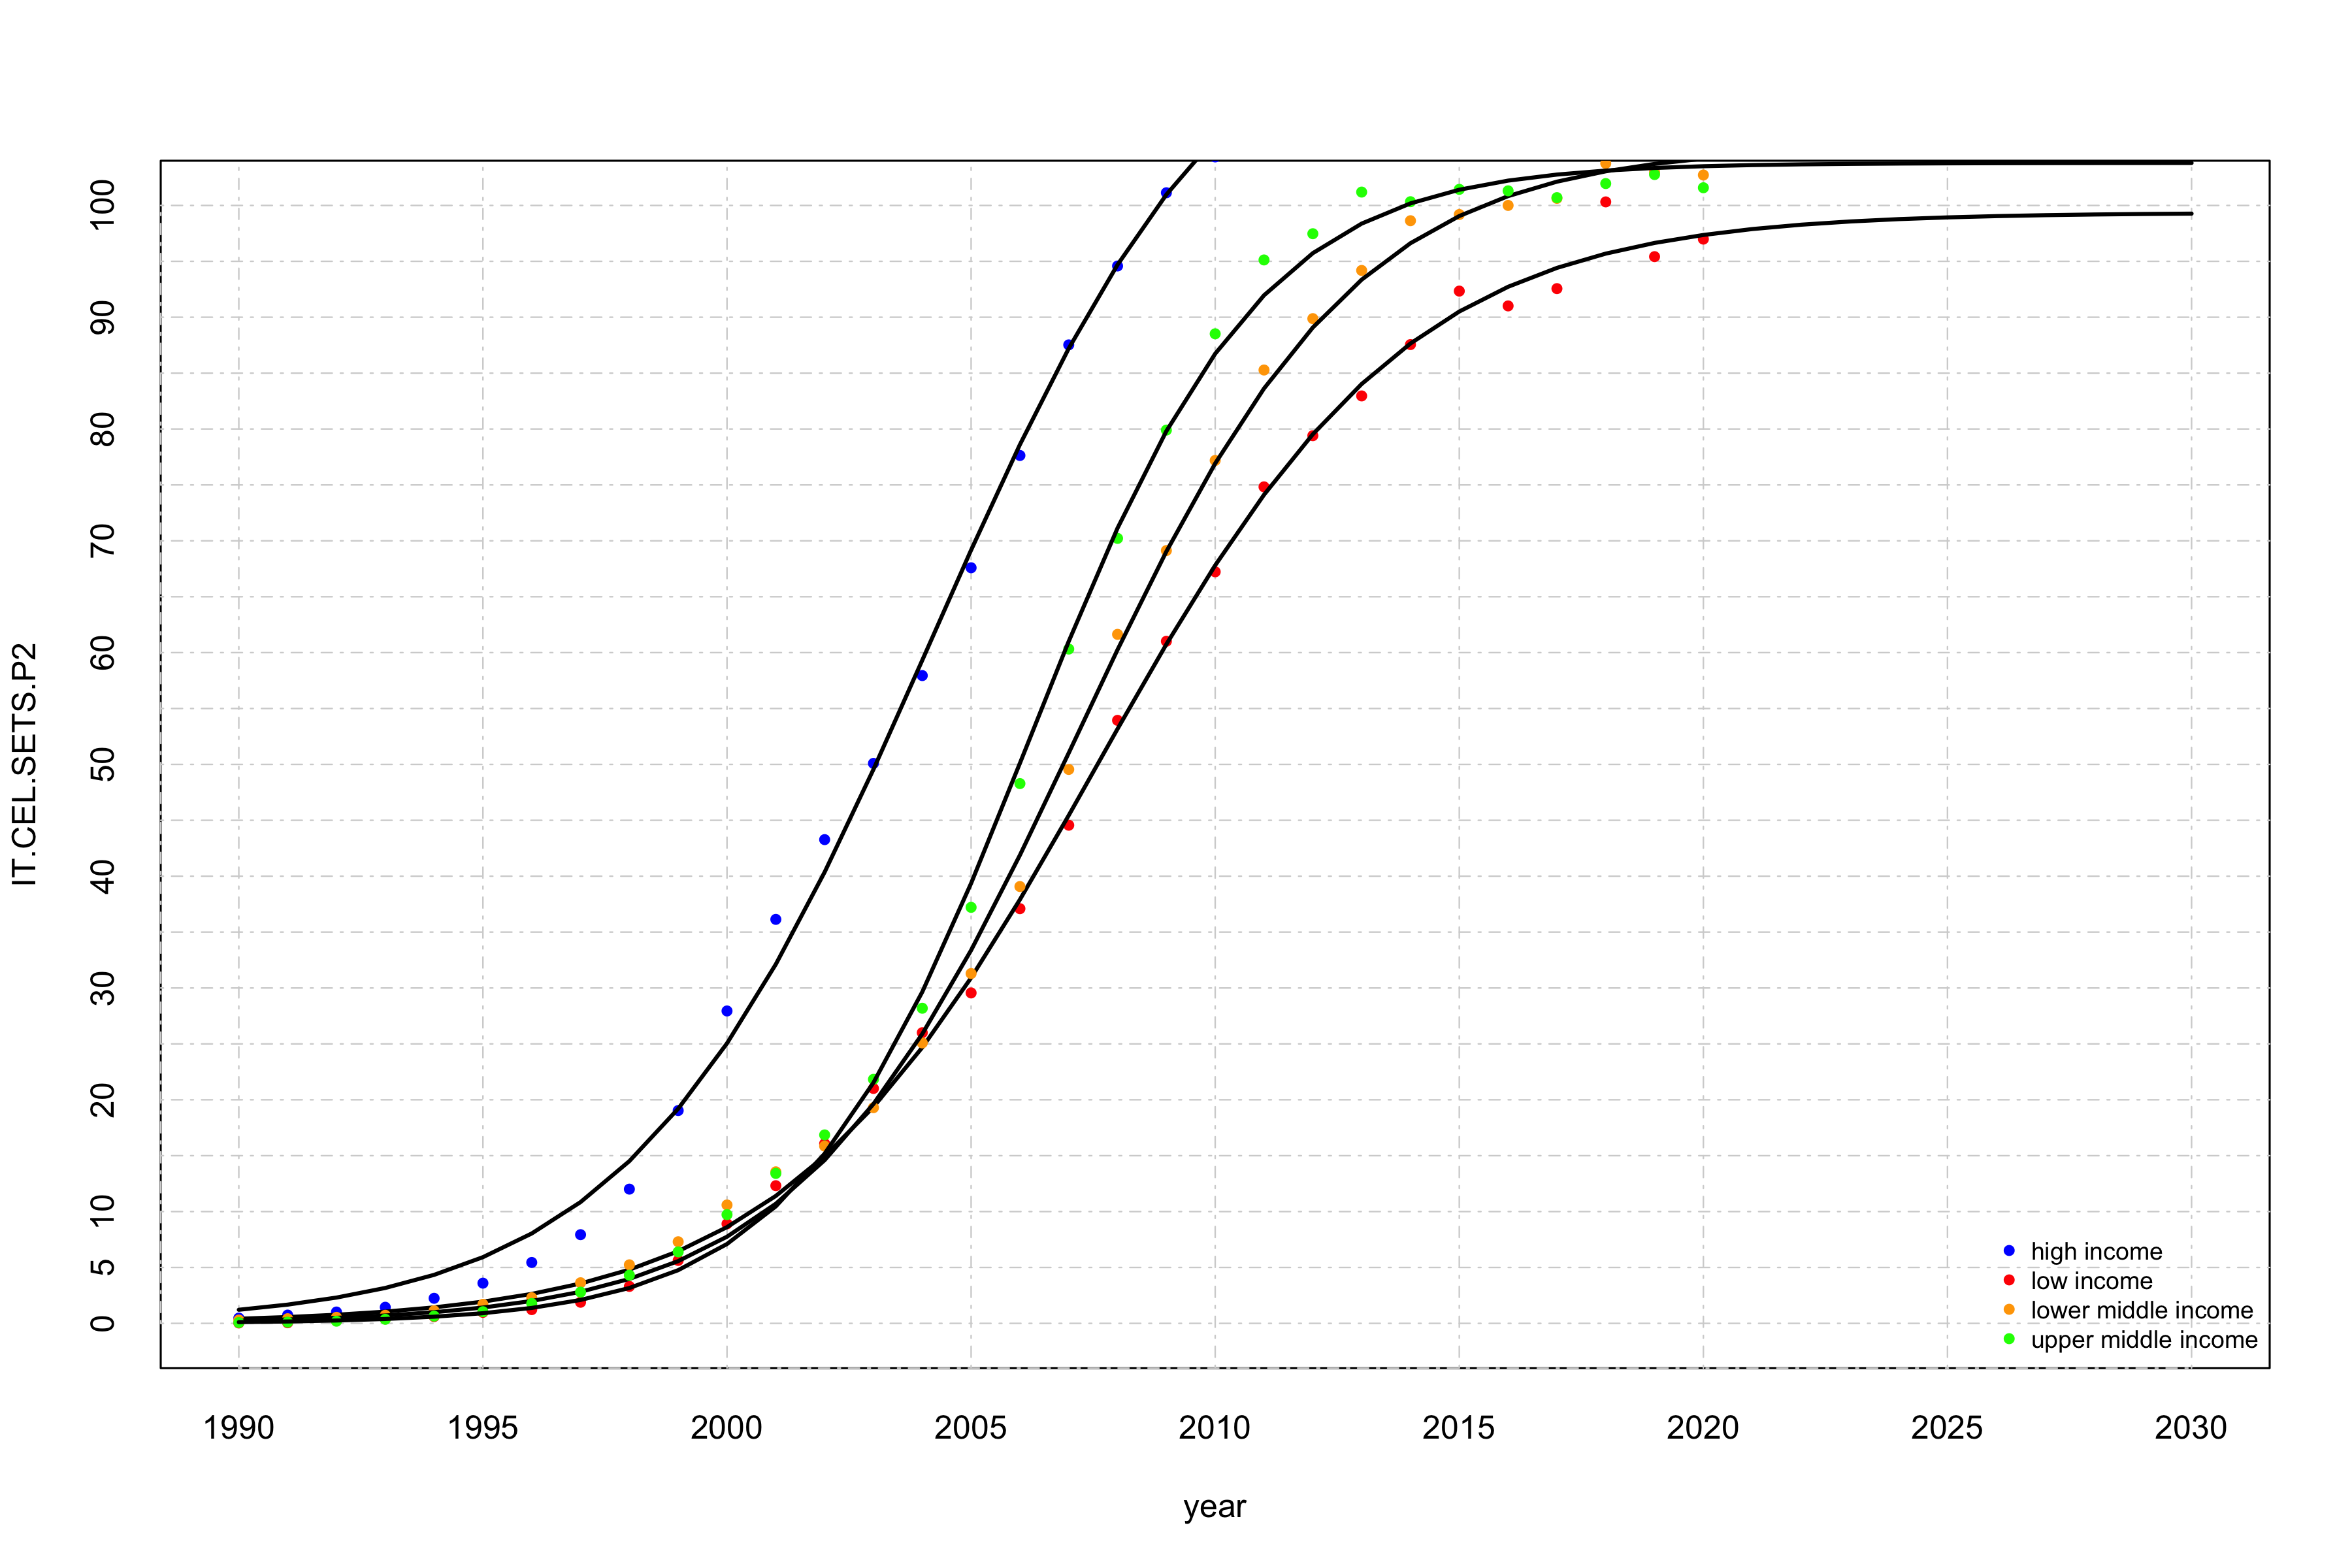 IT.CEL.SETS.P2
100
90
80
70
60
50
40
30
20
10
5
0
high income
low income
lower middle income
upper middle income
1990 1995 2000 2005 2010 2015 2020 2025 2030
year